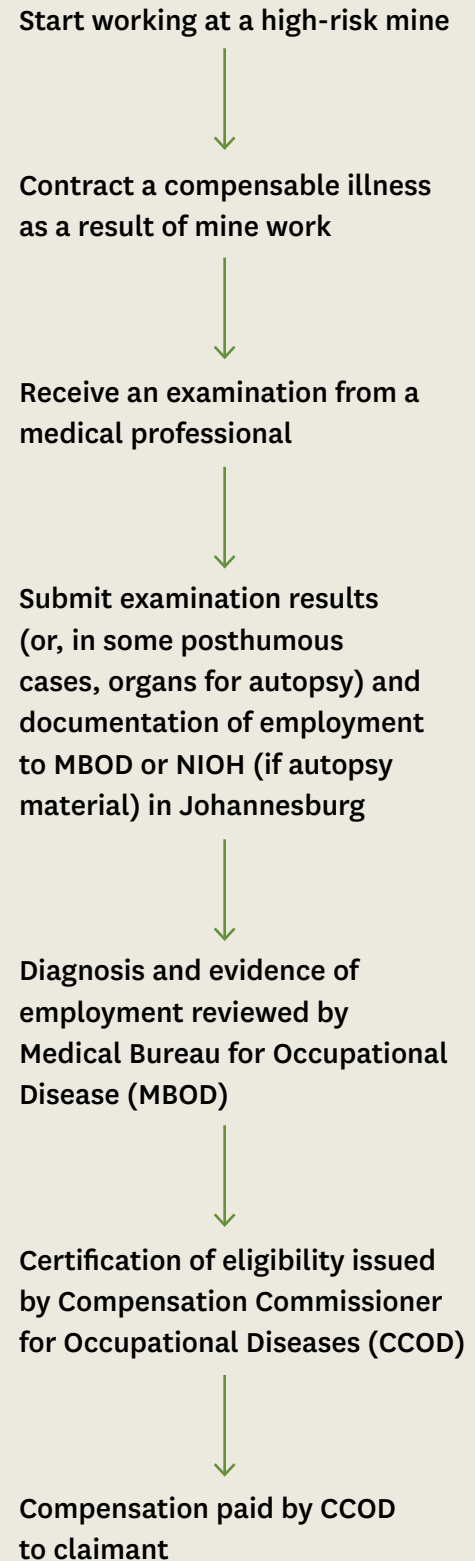 Start working at a high-risk mine
Contract a compensable illness
as a result of mine work
Receive an examination from a
medical professional
Submit examination results
(or, in some posthumous
cases, organs for autopsy) and
documentation of employment
to MBOD or NIOH (if autopsy
material) in Johannesburg
Diagnosis and evidence of
employment reviewed by
Medical Bureau for Occupational
Disease (MBOD)
Certification of eligibility issued
by Compensation Commissioner
for Occupational Diseases (CCOD)
Compensation paid by CCOD
to claimant